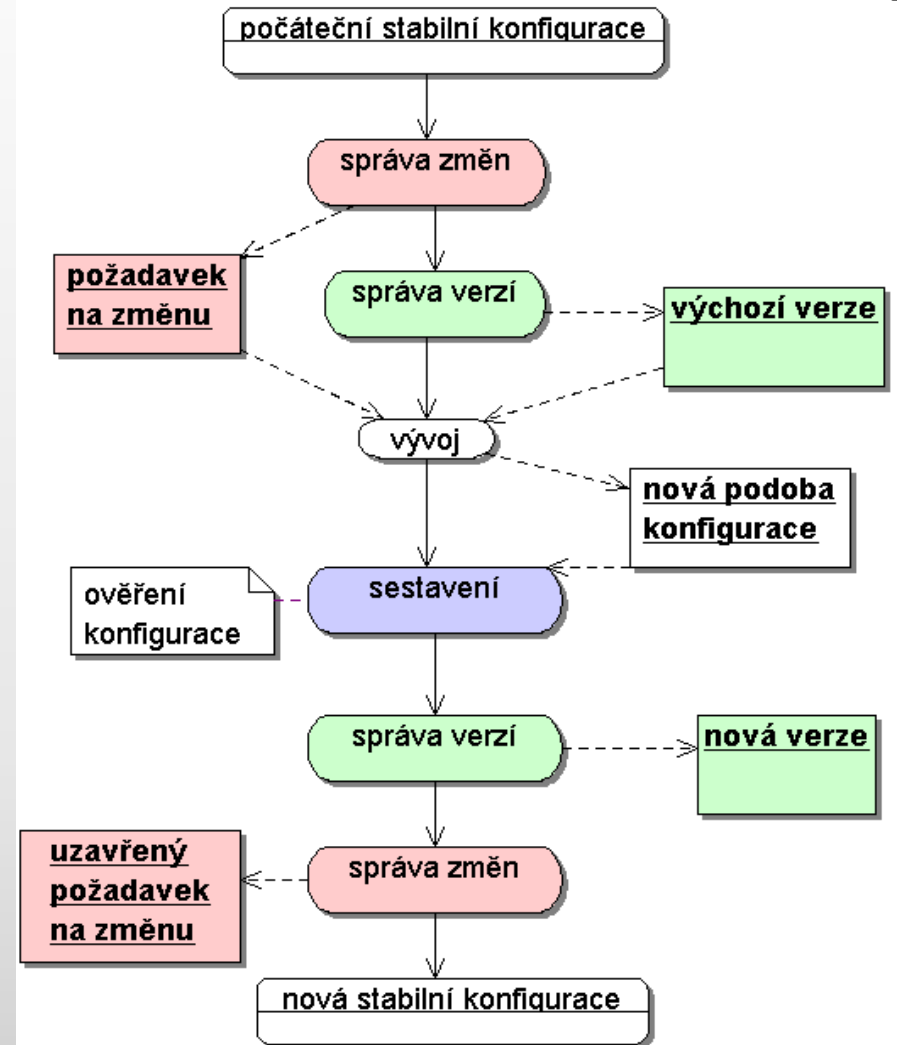 počáteční stabilní konfigurace
správa změn
požadavek
na změnu
správa verzí
výchozí verze
vývoj
nová podoba
konfigurace
ověření
konfigurace
sestavení
správa verzí
nová verze
uzavřený
požadavek
na změnu
správa změn
nová stabilní konfigurace